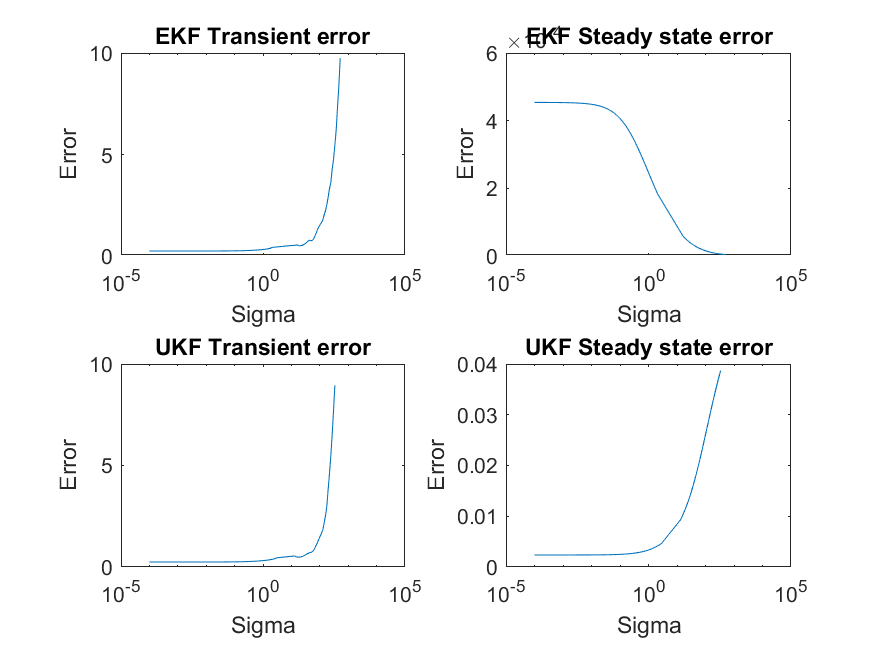 EKF Transient error
10
5
0
Error
10^-5
10^0
10^5
Sigma
EKF Steady state error
6
4
2
0
Error
10^-5
10^0
10^5
Sigma
UKF Transient error
10
5
0
Error
10^-5
10^0
10^5
Sigma
UKF Steady state error
0.04
0.03
0.02
0.01
0
Error
10^-5
10^0
10^5
Sigma